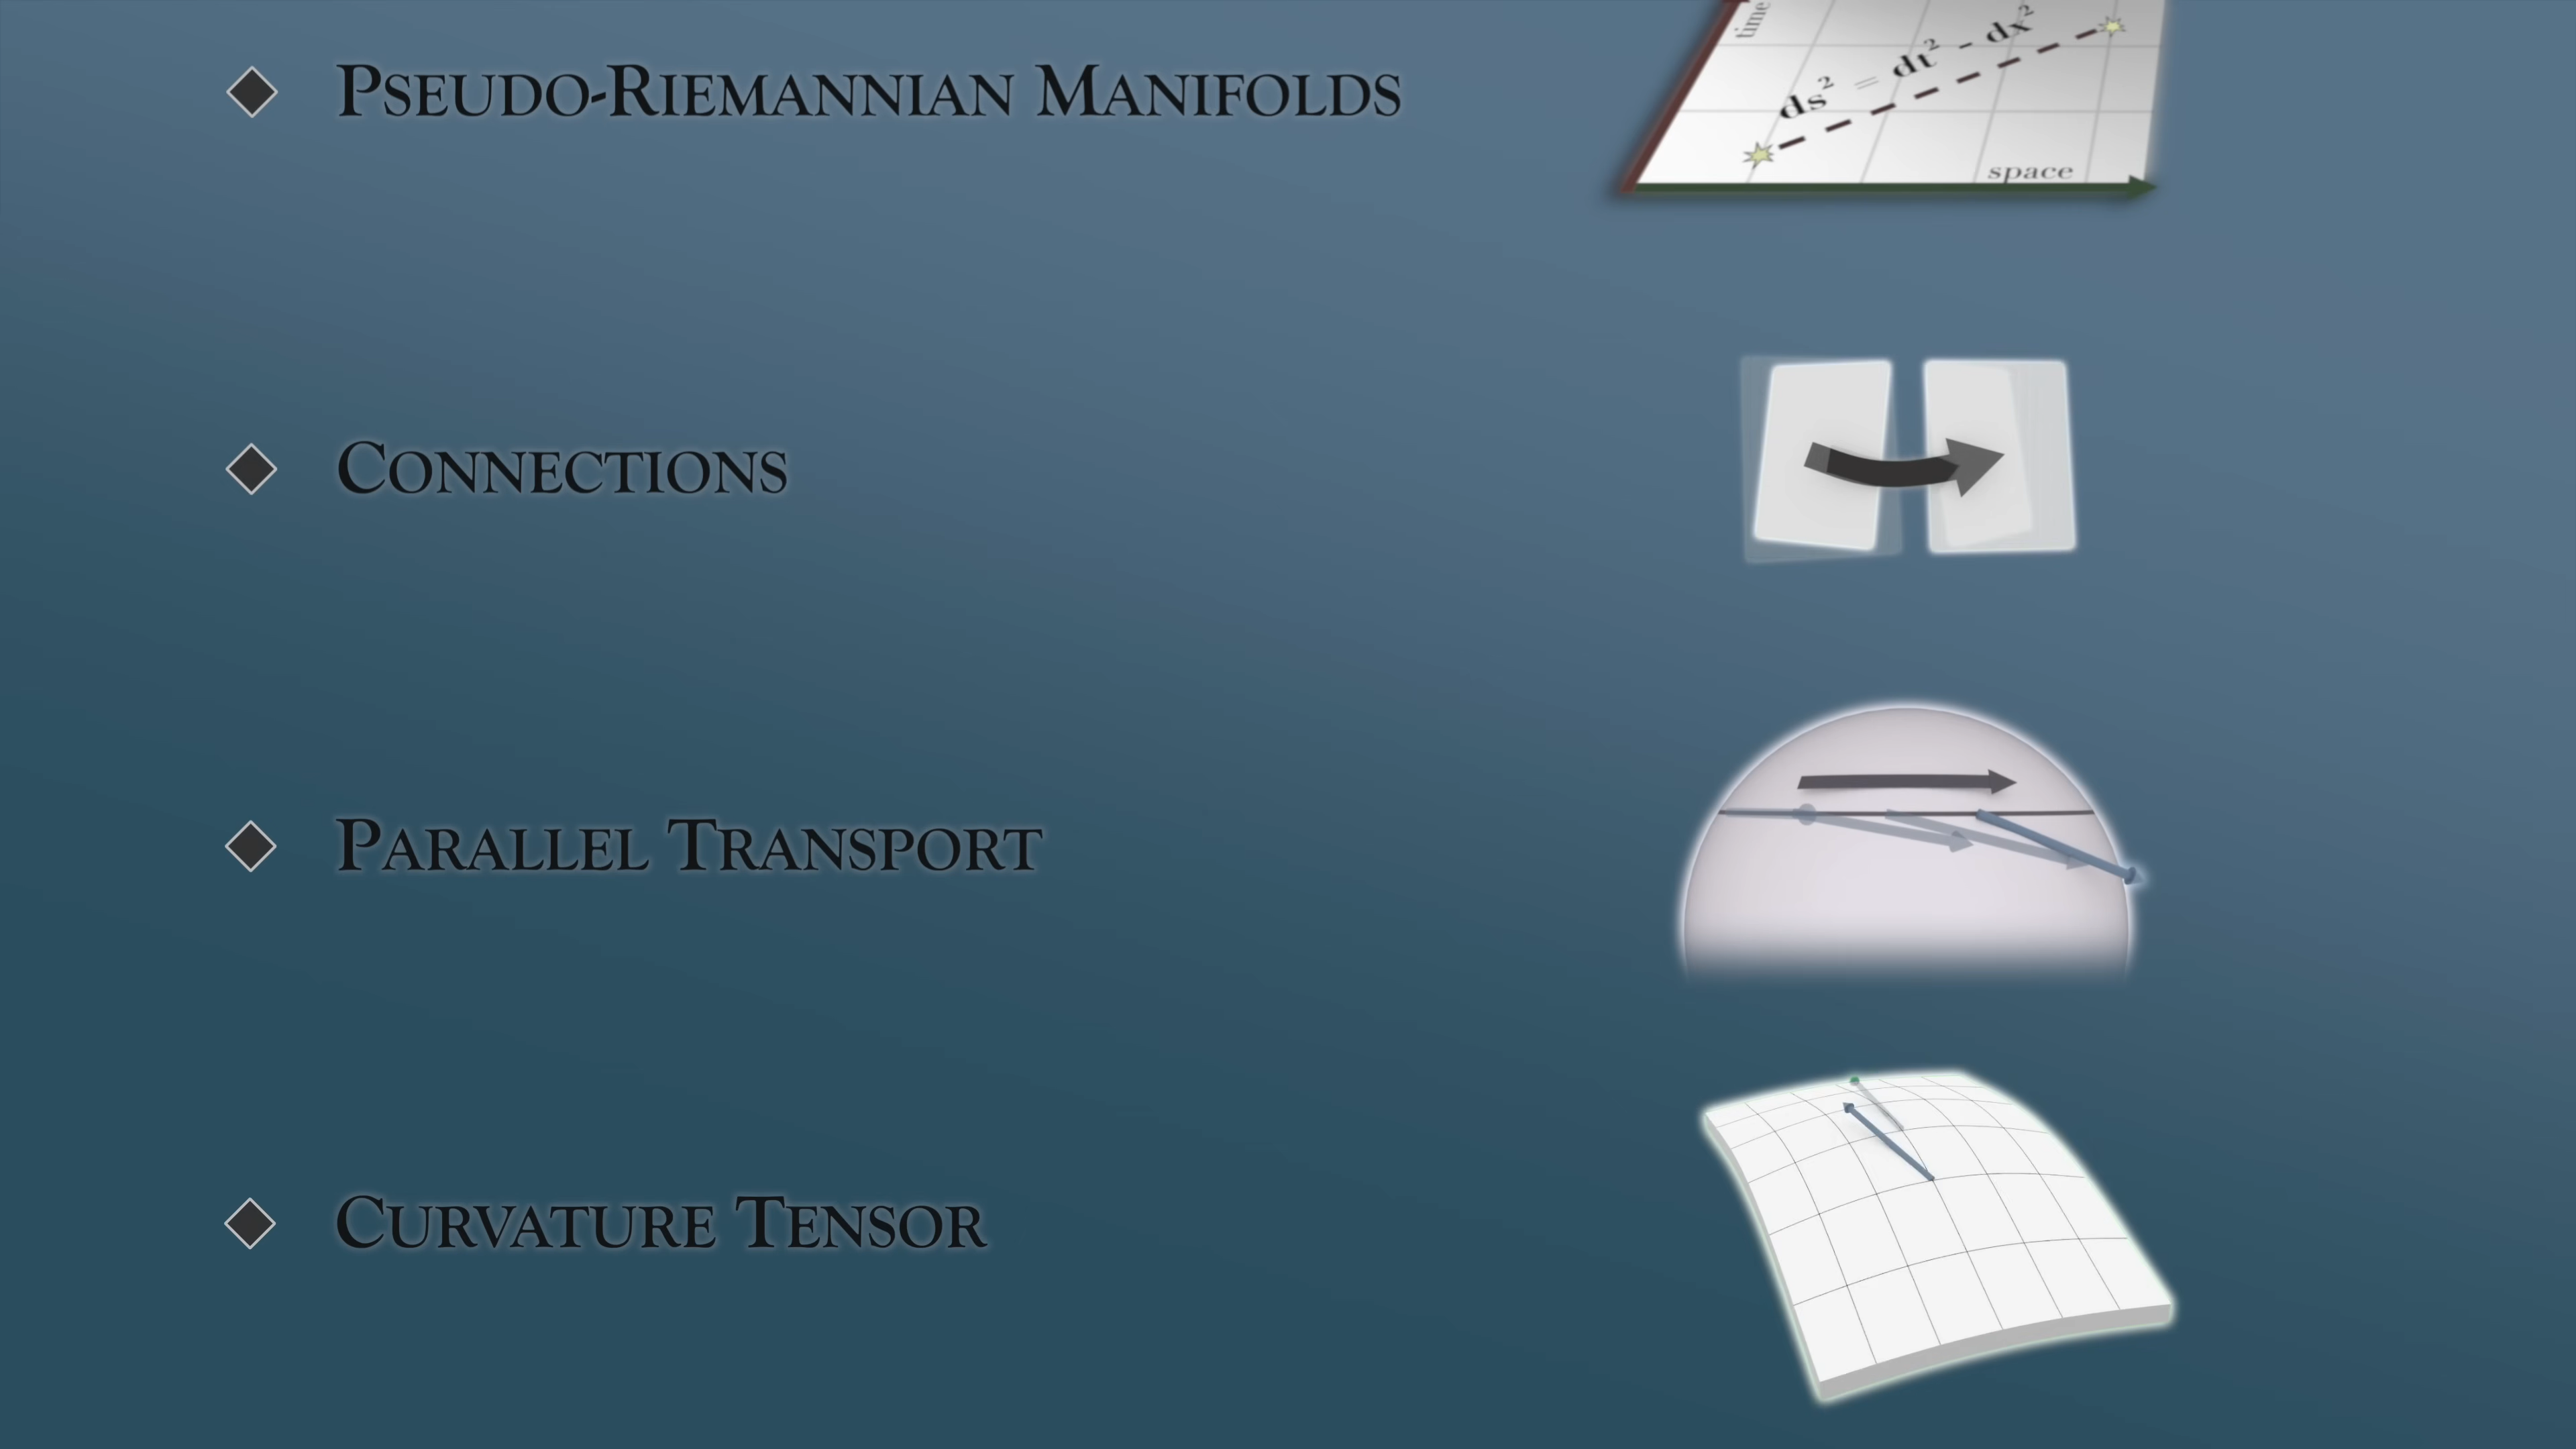 time
ds² = dt² - dx²
PSEUDO-RIEMANNIAN MANIFOLDS
space
CONNECTIONS
PARALLEL TRANSPORT
CURVATURE TENSOR